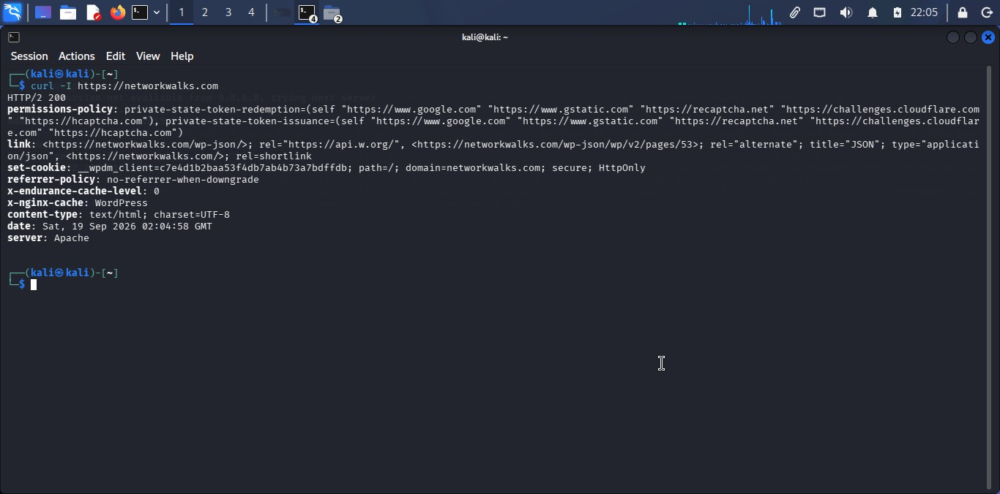 1 2 3 4 4 2 22:05
kali@kali: ~
Session Actions Edit View Help
┌──(kali㉿kali)-[~]
└─$ curl -I https://networkwalks.com
HTTP/2 200
permissions-policy: private-state-token-redemption=(self "https://www.google.com" "https://www.gstatic.com" "https://recaptcha.net" "https://challenges.cloudflare.com
" "https://hcaptcha.com"), private-state-token-issuance=(self "https://www.google.com" "https://www.gstatic.com" "https://recaptcha.net" "https://challenges.cloudflar
e.com" "https://hcaptcha.com")
link: <https://networkwalks.com/wp-json/>; rel="https://api.w.org/", <https://networkwalks.com/wp-json/wp/v2/pages/53>; rel="alternate"; title="JSON"; type="applicati
on/json", <https://networkwalks.com/>; rel=shortlink
set-cookie: __wpdm_client=c7e4d1b2baa53f4db7ab4b73a7bdffdb; path=/; domain=networkwalks.com; secure; HttpOnly
referrer-policy: no-referrer-when-downgrade
x-endurance-cache-level: 0
x-nginx-cache: WordPress
content-type: text/html; charset=UTF-8
date: Sat, 19 Sep 2026 02:04:58 GMT
server: Apache
┌──(kali㉿kali)-[~]
└─$